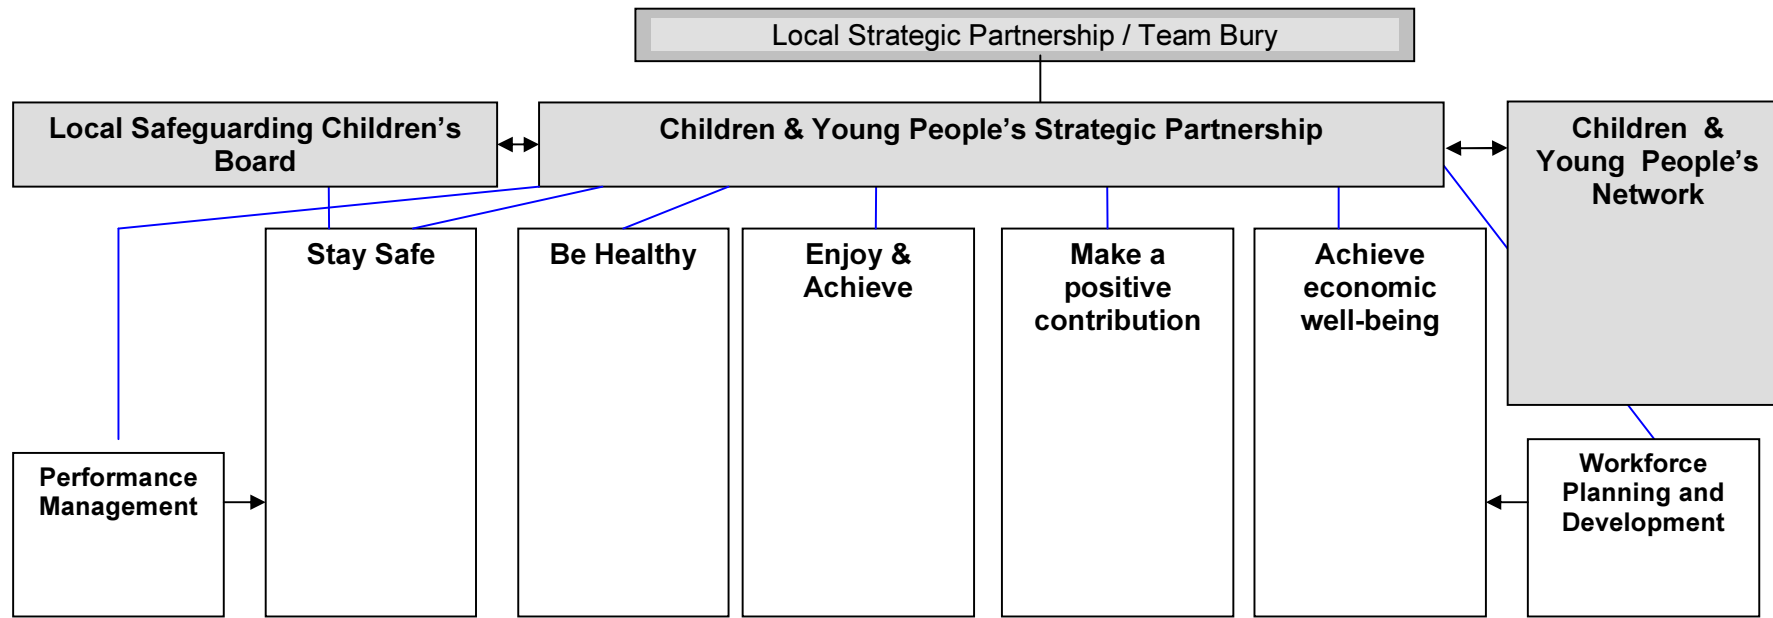 Local Strategic Partnership / Team Bury
Local Safeguarding Children’s
Board
Children & Young People’s Strategic Partnership
Children &
Young People’s
Network
Stay Safe
Be Healthy
Enjoy &
Achieve
Make a
positive
contribution
Achieve
economic
well-being
Performance
Management
Workforce
Planning and
Development